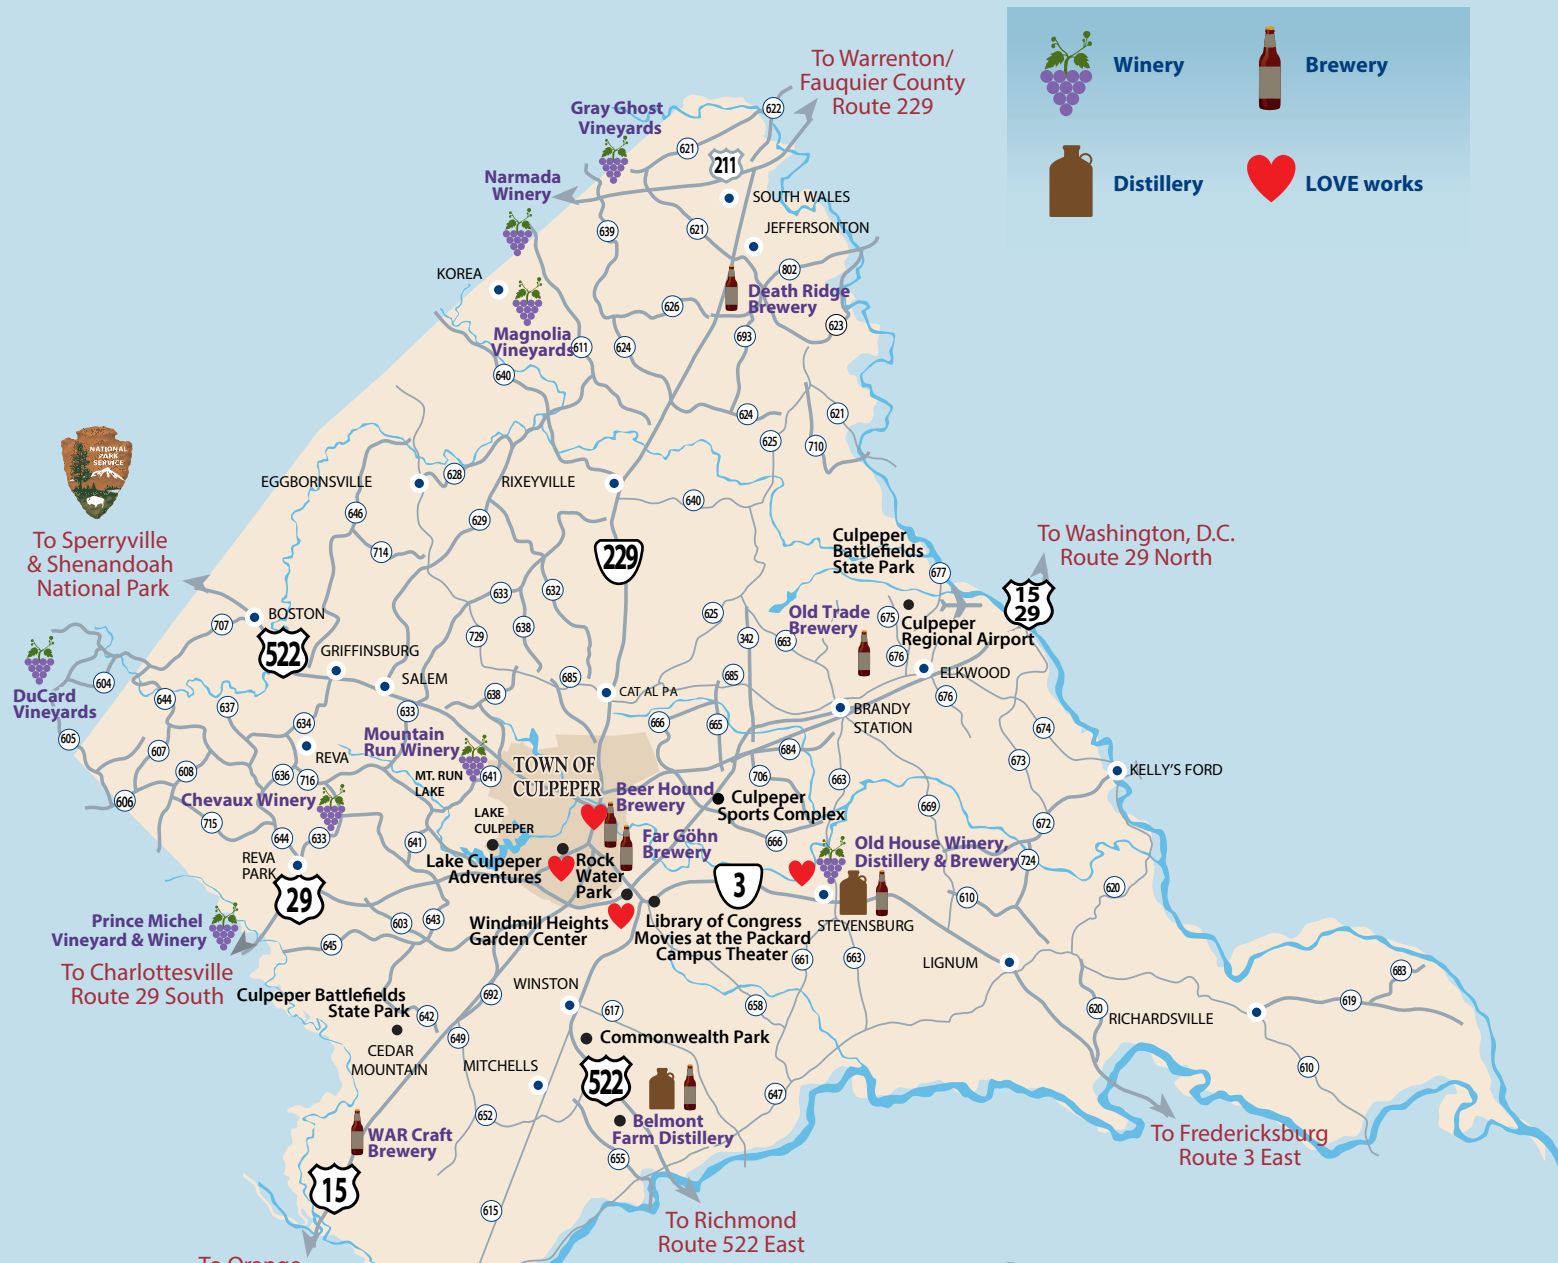 To Warrenton/
Fauquier County
Route 229
Winery
Brewery
Distillery
LOVE works
Gray Ghost
Vineyards
622
621
211
Narmada
Winery
SOUTH WALES
JEFFERSONTON
639
621
802
KOREA
Death Ridge
Brewery
626
623
Magnolia
Vineyards
611
624
693
640
624
621
625
710
NATIONAL
PARK
SERVICE
EGGBORNSVILLE
628
RIXEYVILLE
640
646
629
714
229
To Sperryville
& Shenandoah
National Park
Culpeper
Battlefields
State Park
To Washington, D.C.
Route 29 North
677
15
29
633
632
BOSTON
707
522
625
Old Trade
Brewery
675
Culpeper
Regional Airport
638
729
342
663
676
GRIFFINSBURG
SALEM
ELKWOOD
685
685
CAT AL PA
DuCard
Vineyards
604
644
637
638
676
633
634
666
665
BRANDY
STATION
674
605
607
REVA
Mountain
Run Winery
684
673
608
636
716
MT. RUN
LAKE
641
TOWN OF
CULPEPER
706
663
KELLY'S FORD
606
Chevaux Winery
Beer Hound
Brewery
Culpeper
Sports Complex
669
715
LAKE
CULPEPER
672
644
633
641
Far Göhn
Brewery
666
Old House Winery,
Distillery & Brewery
724
REVA
PARK
Lake Culpeper
Adventures
Rock
Water
Park
29
3
620
610
Prince Michel
Vineyard & Winery
603
643
Windmill Heights
Garden Center
Library of Congress
Movies at the Packard
Campus Theater
STEVENSBURG
645
661
663
LIGNUM
To Charlottesville
Route 29 South
683
Culpeper Battlefields
State Park
692
WINSTON
619
642
617
658
620
RICHARDSVILLE
649
Commonwealth Park
CEDAR
MOUNTAIN
MITCHELLS
610
522
647
652
Belmont
Farm Distillery
WAR Craft
Brewery
To Fredericksburg
Route 3 East
655
15
615
To Richmond
Route 522 East
To Orange